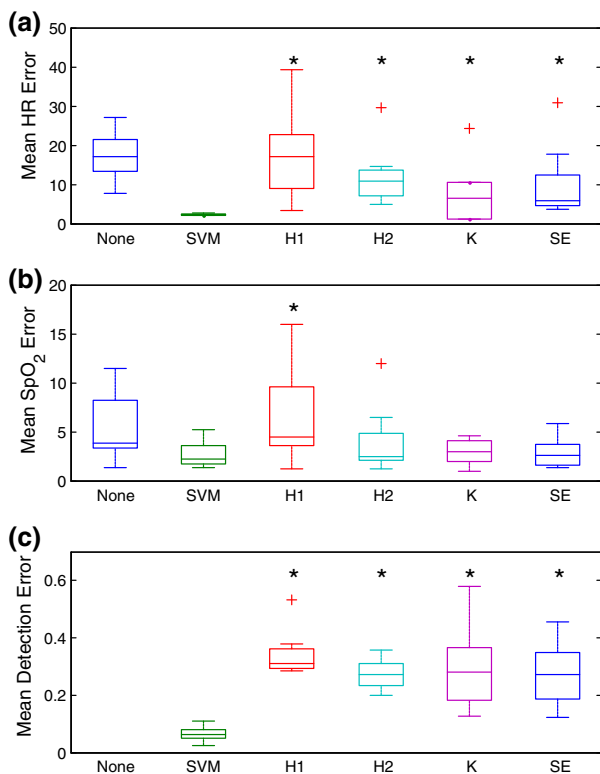 (a)
Mean HR Error
50
40
30
20
10
0
* * * *
None SVM H1 H2 K SE
(b)
Mean SpO2 Error
20
15
10
5
0
*
None SVM H1 H2 K SE
(c)
Mean Detection Error
0.6
0.4
0.2
0
* * * *
None SVM H1 H2 K SE